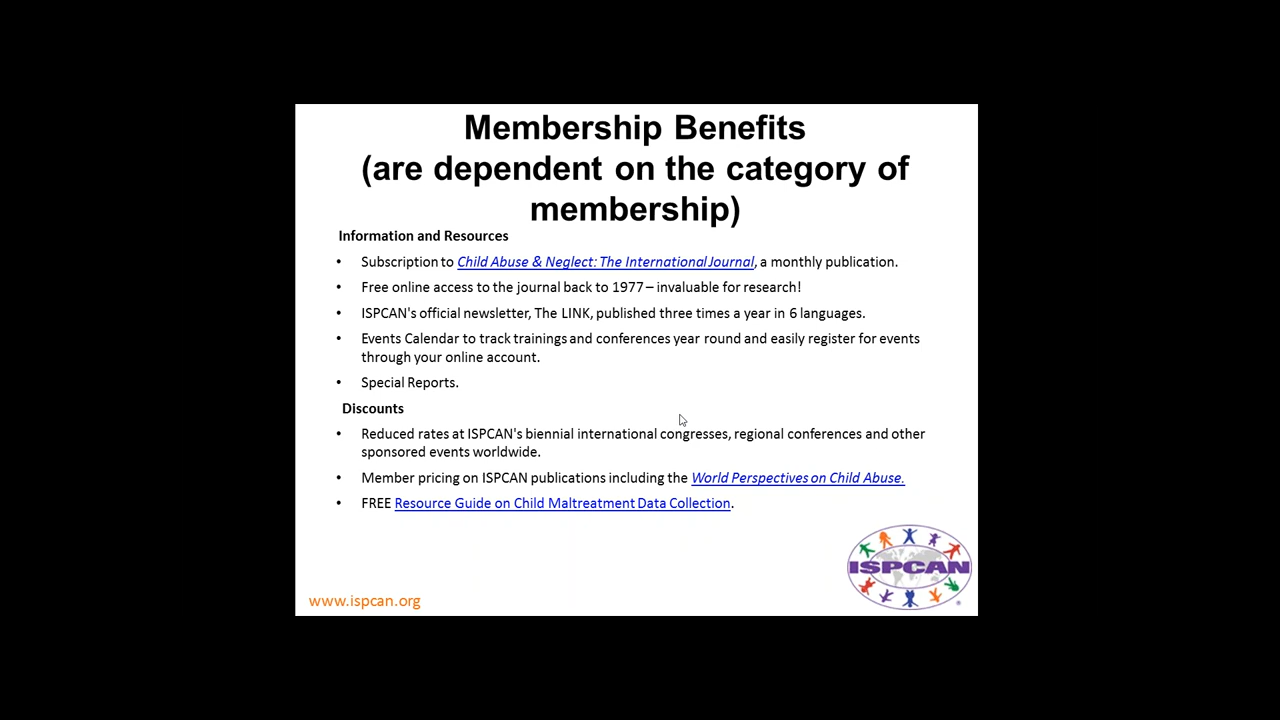 Membership Benefits
(are dependent on the category of
membership)
Information and Resources
• Subscription to Child Abuse & Neglect: The International Journal, a monthly publication.
• Free online access to the journal back to 1977 – invaluable for research!
• ISPCAN's official newsletter, The LINK, published three times a year in 6 languages.
• Events Calendar to track trainings and conferences year round and easily register for events
through your online account.
• Special Reports.
Discounts
• Reduced rates at ISPCAN's biennial international congresses, regional conferences and other
sponsored events worldwide.
• Member pricing on ISPCAN publications including the World Perspectives on Child Abuse.
• FREE Resource Guide on Child Maltreatment Data Collection.
ISPCAN
www.ispcan.org